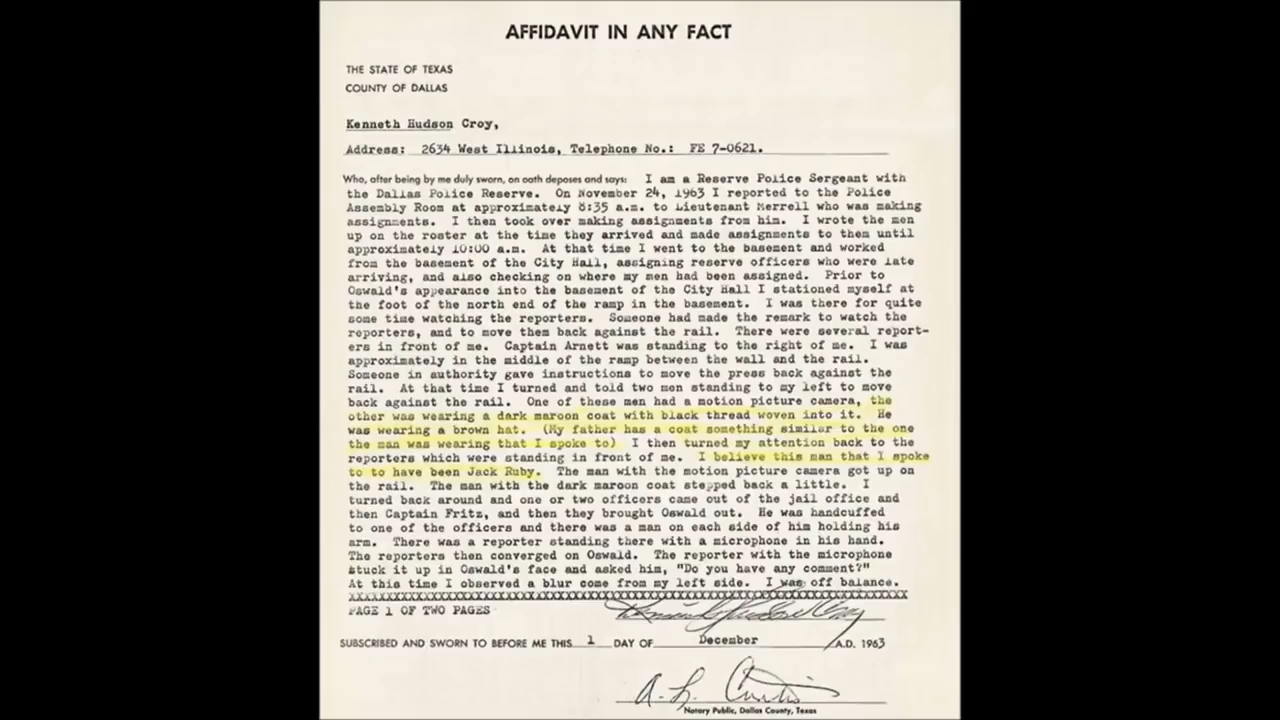 AFFIDAVIT IN ANY FACT
THE STATE OF TEXAS
COUNTY OF DALLAS
Kenneth Hudson Croy,
Address: 2634 West Illinois, Telephone No.: FE 7-0621.
Who, after being by me duly sworn, on oath deposes and says: I am a Reserve Police Sergeant with
the Dallas Police Reserve. On November 24, 1963 I reported to the Police
Assembly Room at approximately 8:35 a.m. to Lieutenant Merrell who was making
assignments. I then took over making assignments from him. I wrote the men
up on the roster at the time they arrived and made assignments to them until
approximately 10:00 a.m. At that time I went to the basement and worked
from the basement of the City Hall, assigning reserve officers who were late
arriving, and also checking on where my men had been assigned. Prior to
Oswald's appearance into the basement of the City Hall I stationed myself at
the foot of the north end of the ramp in the basement. I was there for quite
some time watching the reporters. Someone had made the remark to watch the
reporters, and to move them back against the rail. There were several report-
ers in front of me. Captain Arnett was standing to the right of me. I was
approximately in the middle of the ramp between the wall and the rail.
Someone in authority gave instructions to move the press back against the
rail. At that time I turned and told two men standing to my left to move
back against the rail. One of these men had a motion picture camera, the
other was wearing a dark maroon coat with black thread woven into it. He
was wearing a brown hat. (My father has a coat something similar to the one
the man was wearing that I spoke to) I then turned my attention back to the
reporters which were standing in front of me. I believe this man that I spoke
to to have been Jack Ruby. The man with the motion picture camera got up on
the rail. The man with the dark maroon coat stepped back a little. I
turned back around and one or two officers came out of the jail office and
then Captain Fritz, and then they brought Oswald out. He was handcuffed
to one of the officers and there was a man on each side of him holding his
arm. There was a reporter standing there with a microphone in his hand.
The reporters then converged on Oswald. The reporter with the microphone
stuck it up in Oswald's face and asked him, "Do you have any comment?"
At this time I observed a blur come from my left side. I was off balance.
PAGE 1 OF TWO PAGES Kenneth Hudson Croy
SUBSCRIBED AND SWORN TO BEFORE ME THIS 1 DAY OF December A.D. 1963
A. L. Curtis
Notary Public, Dallas County, Texas